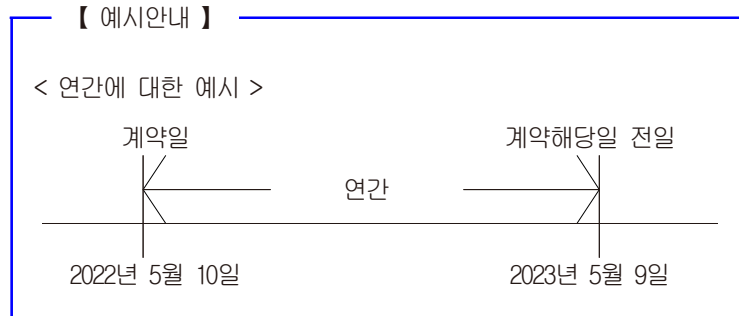 【 예시안내 】
< 연간에 대한 예시 >
계약일 계약해당일 전일
연간
2022년 5월 10일 2023년 5월 9일